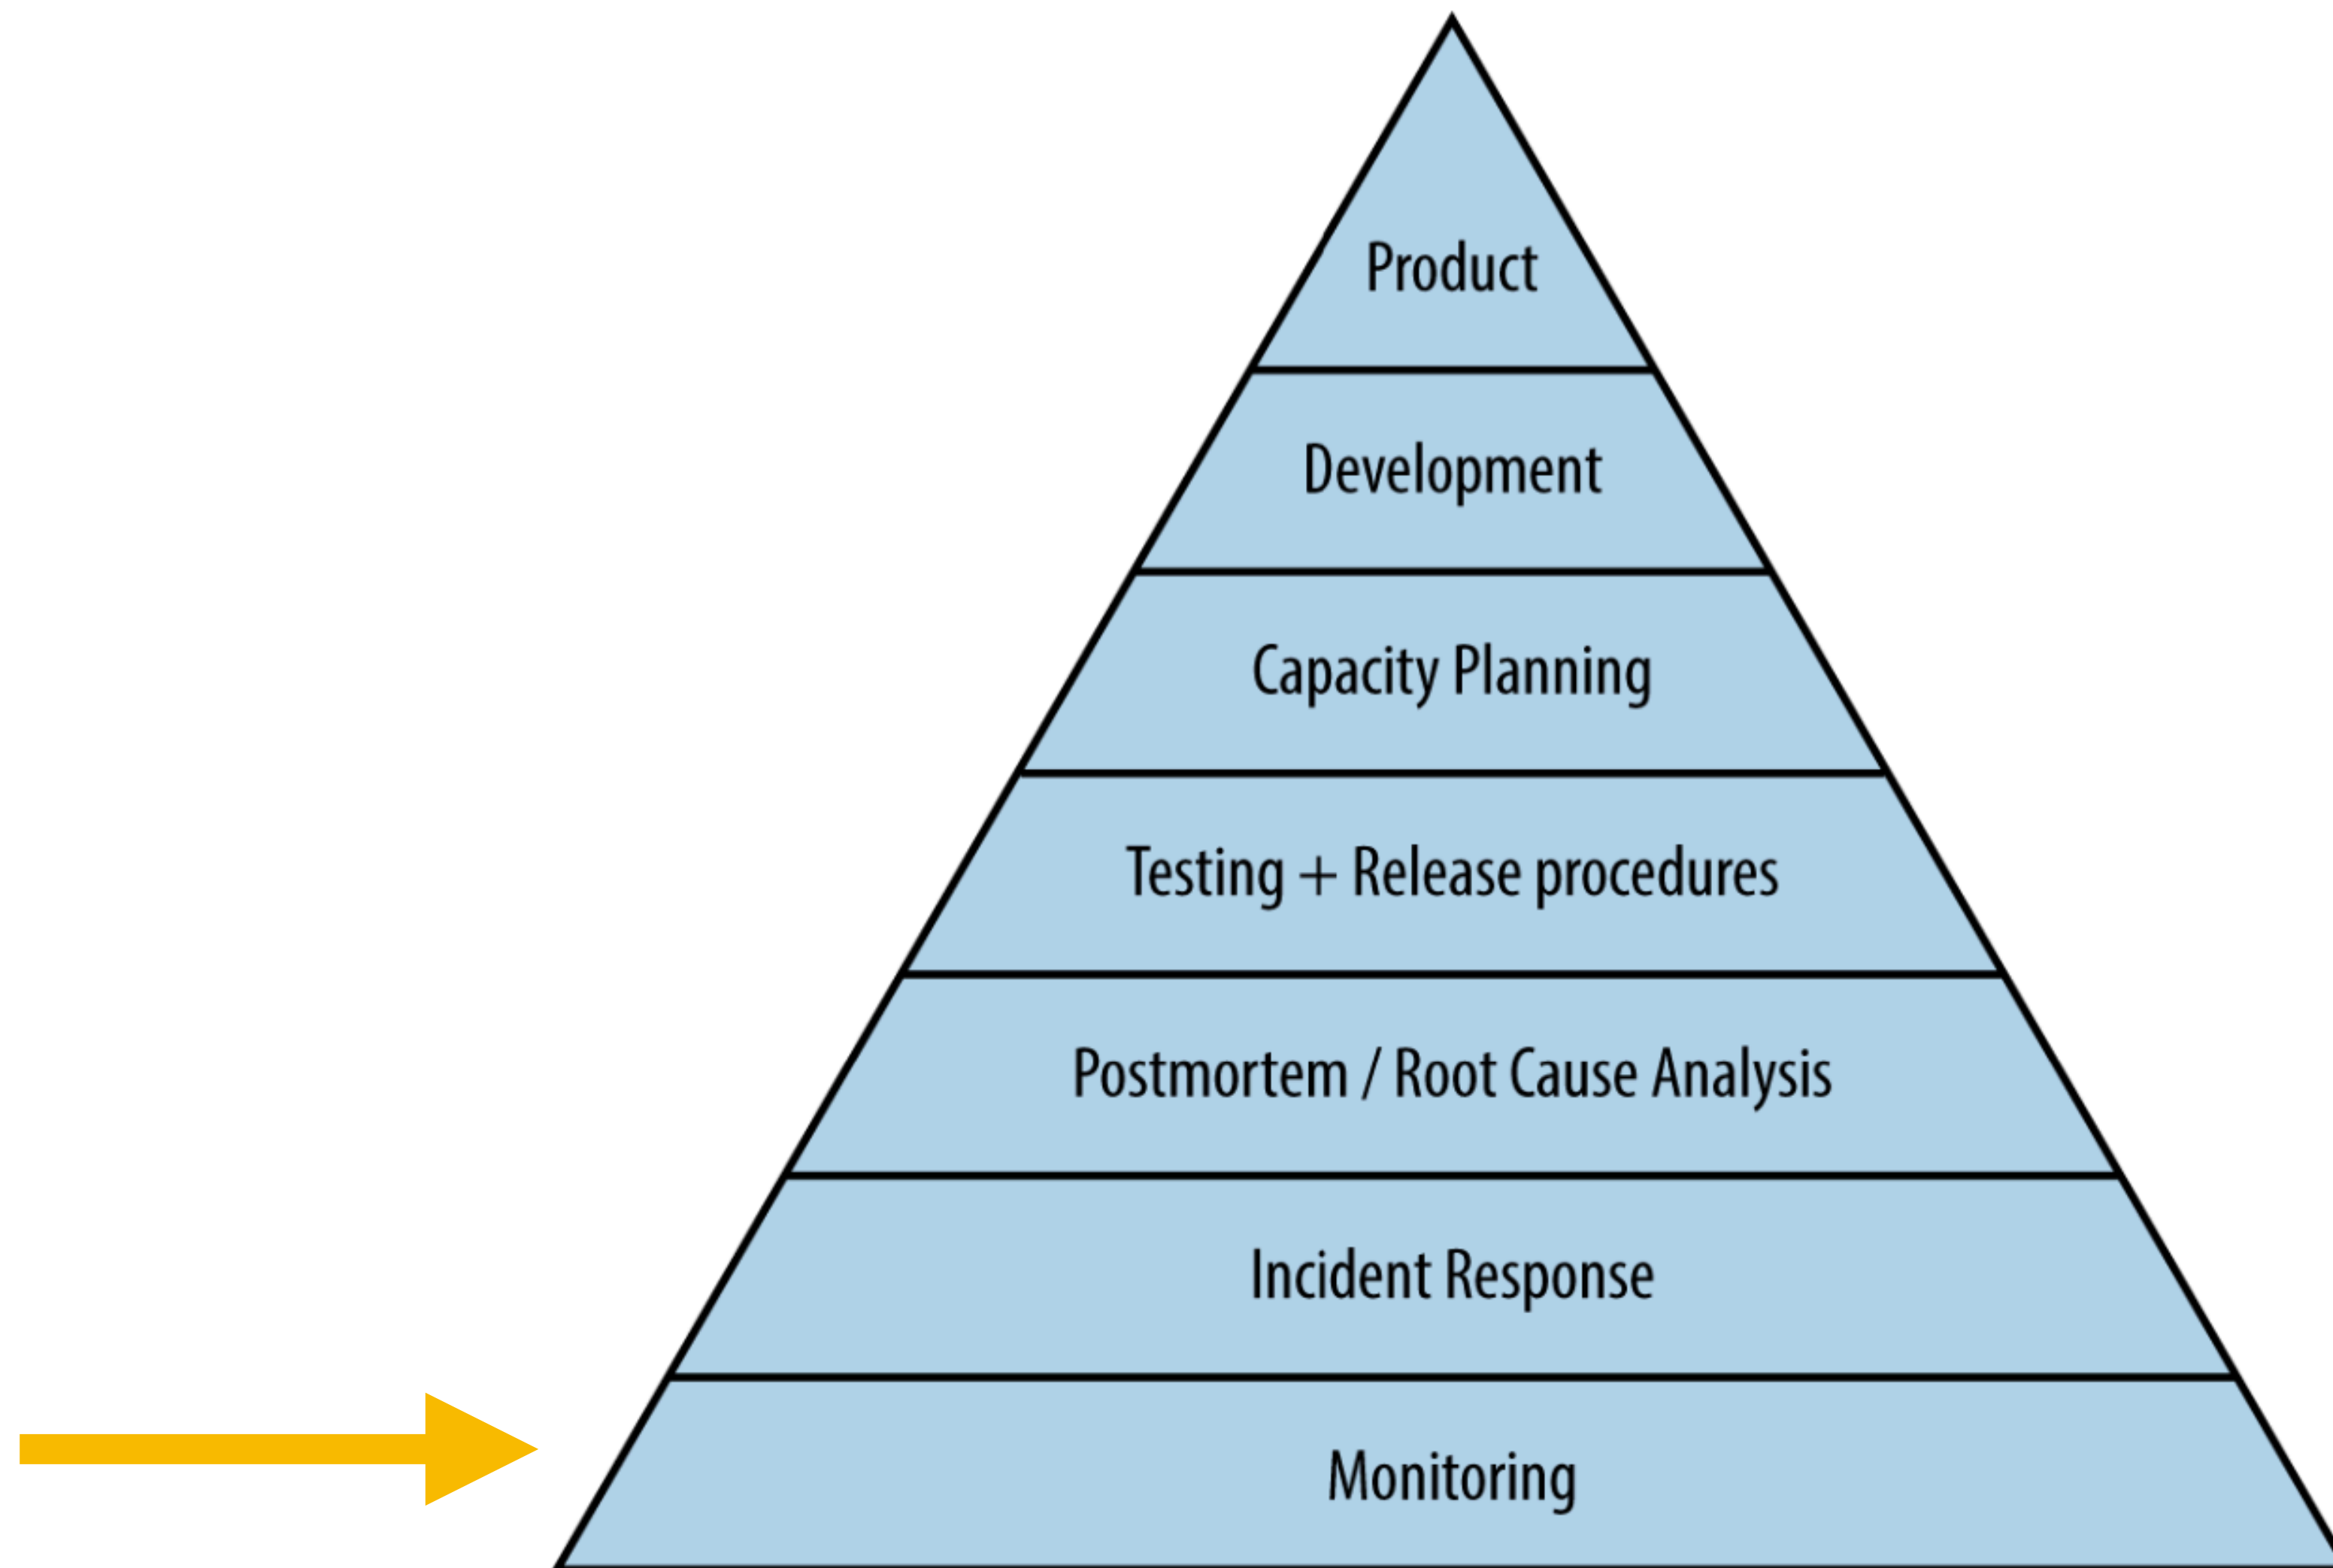 Product
Development
Capacity Planning
Testing + Release procedures
Postmortem / Root Cause Analysis
Incident Response
Monitoring